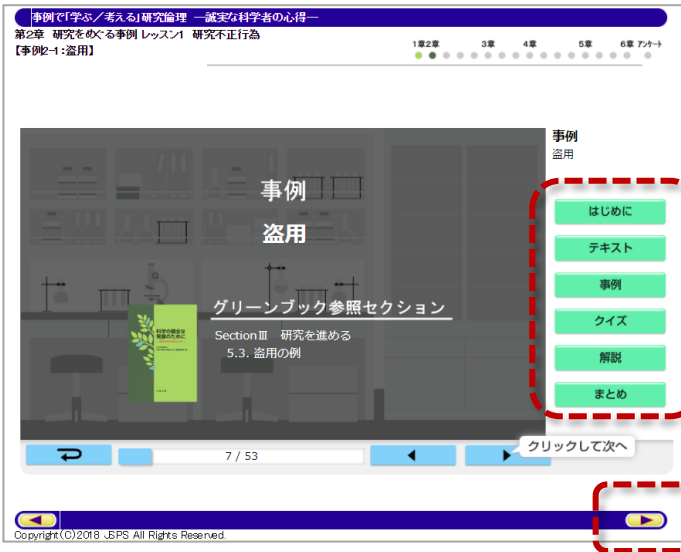 事例で「学ぶ／考える」研究倫理 ―誠実な科学者の心得―
第2章 研究をめぐる事例 レッスン1 研究不正行為
【事例2-1:盗用】
1章2章 3章 4章 5章 6章 アンケート
事例
盗用
事例
盗用
グリーンブック参照セクション
SectionⅢ 研究を進める
5.3. 盗用の例
科学の健全な
発展のために
はじめに
テキスト
事例
クイズ
解説
まとめ
7 / 53
クリックして次へ
Copyright(C)2018 JSPS All Rights Reserved.